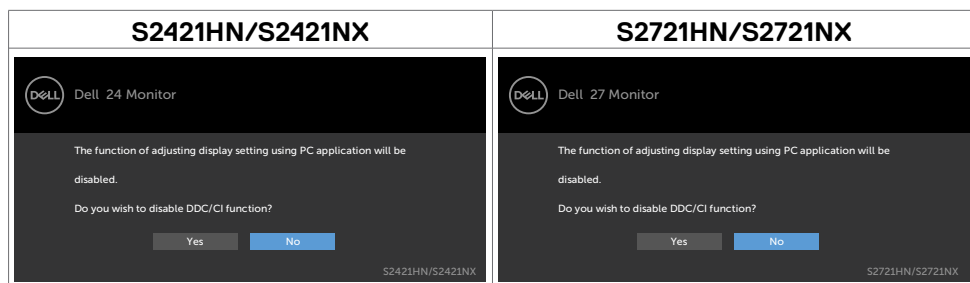 S2421HN/S2421NX
S2721HN/S2721NX
DELL Dell 24 Monitor
The function of adjusting display setting using PC application will be
disabled.
Do you wish to disable DDC/CI function?
Yes No
S2421HN/S2421NX
DELL Dell 27 Monitor
The function of adjusting display setting using PC application will be
disabled.
Do you wish to disable DDC/CI function?
Yes No
S2721HN/S2721NX